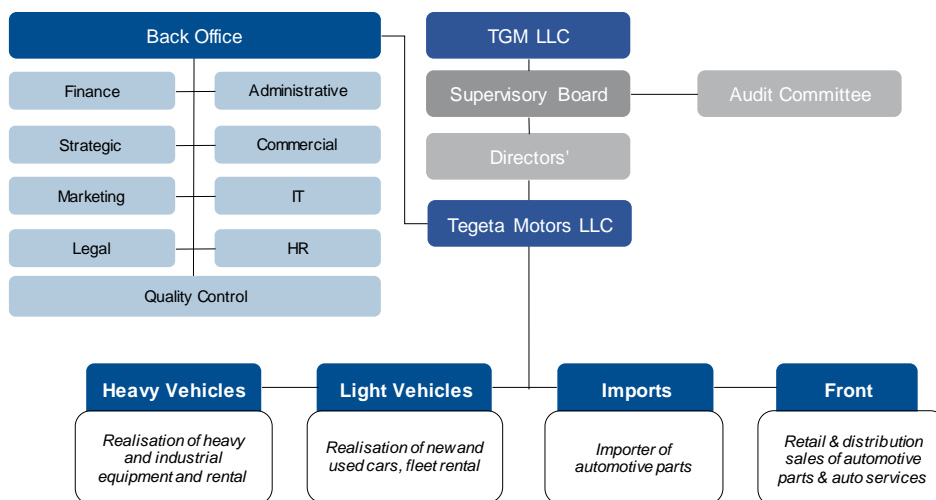 Back Office
Finance
Administrative
Strategic
Commercial
Marketing
IT
Legal
HR
Quality Control
TGM LLC
Supervisory Board
Audit Committee
Directors'
Tegeta Motors LLC
Heavy Vehicles
Realisation of heavy
and industrial
equipment and rental
Light Vehicles
Realisation of new and
used cars, fleet rental
Imports
Importer of
automotive parts
Front
Retail & distribution
sales of automotive
parts & auto services